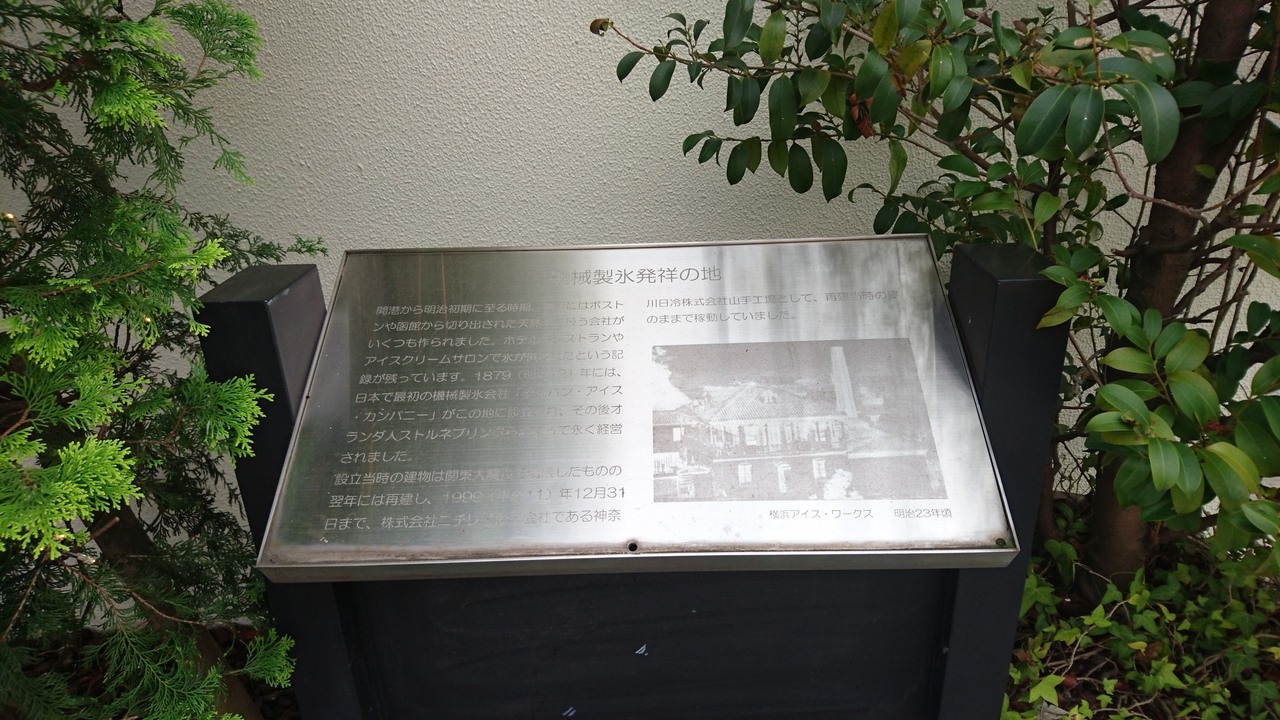 械製氷発祥の地
開港から明治初期に至る時期、 にはボスト
ンや函館から切り出された天 う会社が
いくつも作られました。ホテル ストランや
アイスクリームサロンで氷が たという記
録が残っています。1879 年には、
日本で最初の機械製氷会社 パン・アイス
・カンパニー」がこの地に設立 、その後オ
ランダ人ストルネブリンク て永く経営
されました。
設立当時の建物は関東大 したものの
翌年には再建し、1999 11）年12月31
日まで、株式会社ニチレ 会社である神奈
川日冷株式会社山手工場として、再建当時の姿
のままで稼動していました。
横浜アイス・ワークス 明治23年頃